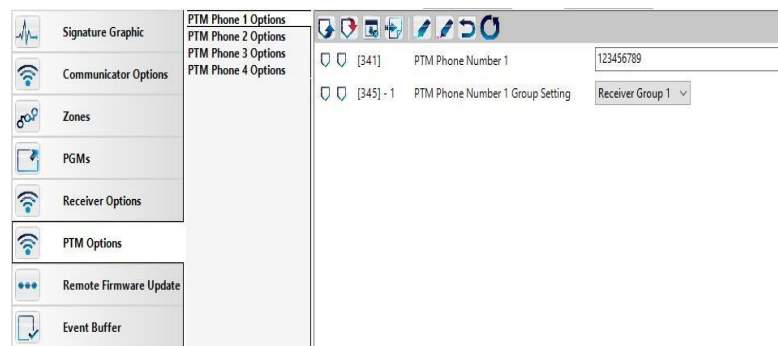 Signature Graphic
Communicator Options
Zones
PGMs
Receiver Options
PTM Options
Remote Firmware Update
Event Buffer
PTM Phone 1 Options
PTM Phone 2 Options
PTM Phone 3 Options
PTM Phone 4 Options
[341] PTM Phone Number 1 123456789
[345] - 1 PTM Phone Number 1 Group Setting Receiver Group 1